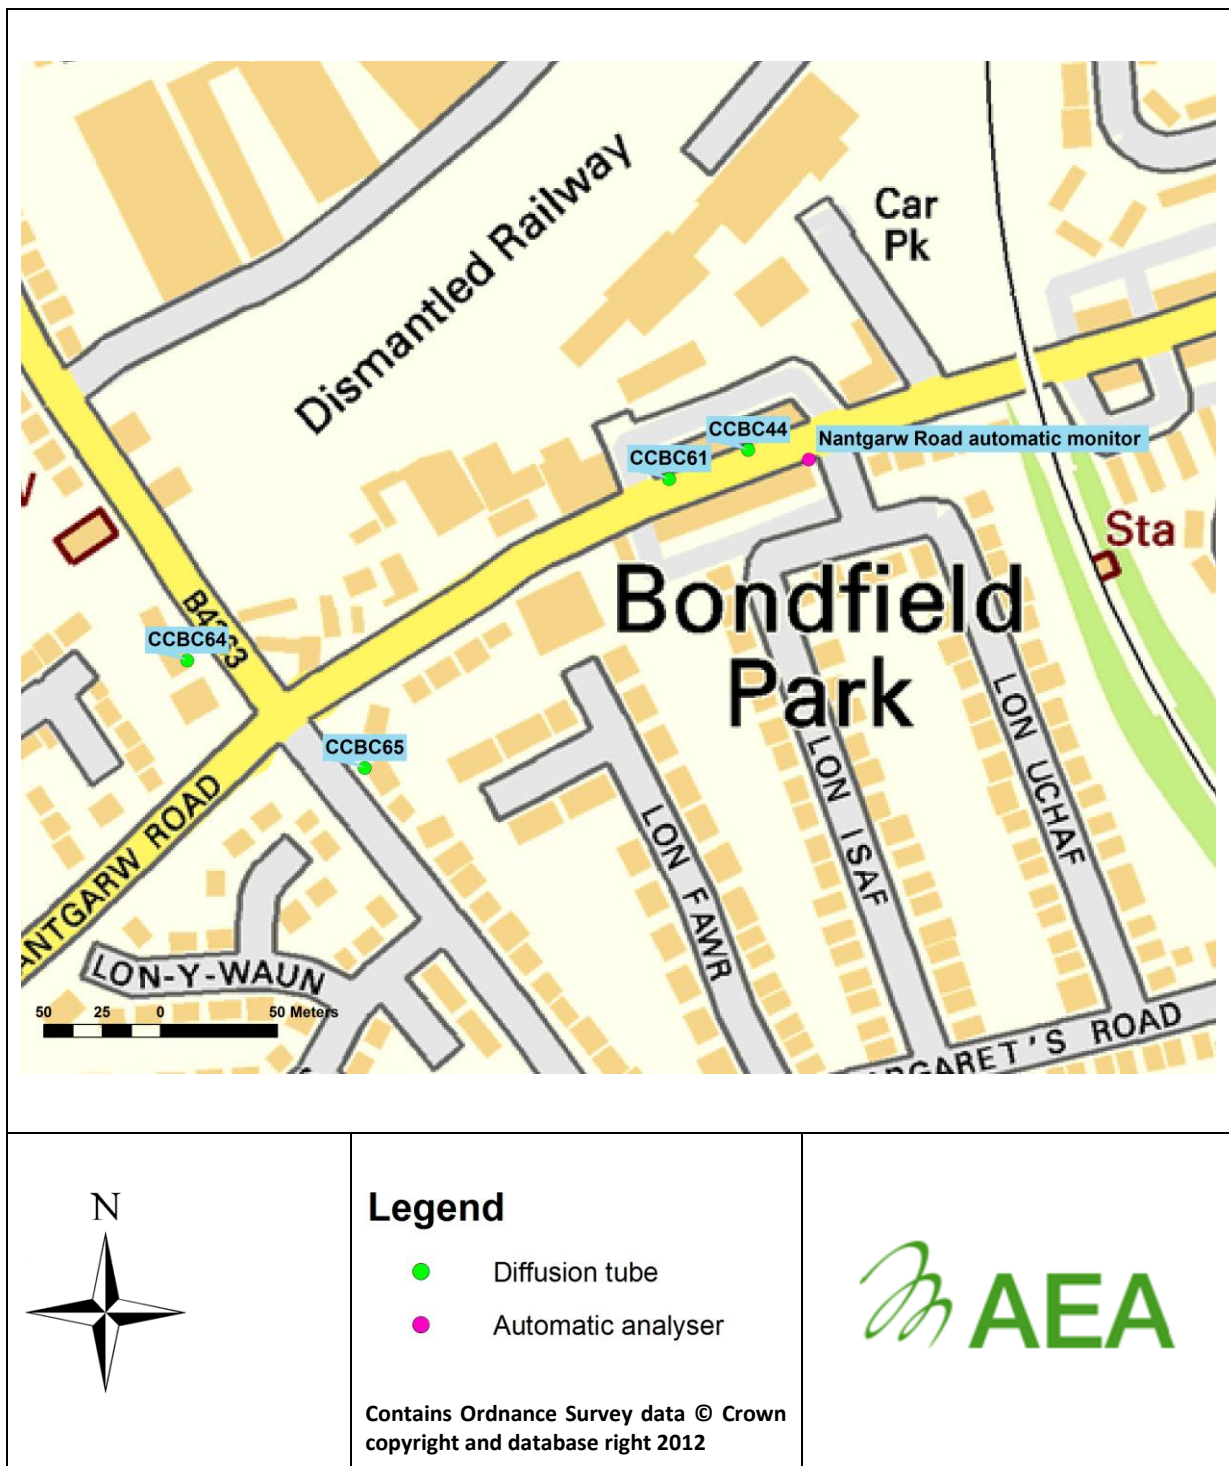 Dismantled Railway
Car
Pk
CCBC44
Nantgarw Road automatic monitor
CCBC61
Sta
Bondfield
Park
CCBC64
CCBC65
LON UCHAF
LON ISAF
LON FAWR
ANTGARW ROAD
LON-Y-WAUN
RGARET'S ROAD
50 25 0 50 Meters
N
Legend
Diffusion tube
Automatic analyser
Contains Ordnance Survey data © Crown
copyright and database right 2012
AEA